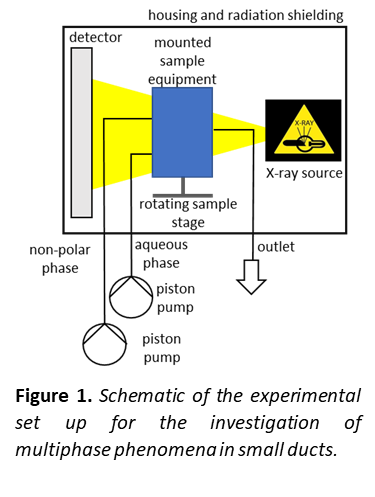 housing and radiation shielding
detector
mounted
sample
equipment
X-RAY
X-ray source
rotating sample
stage
non-polar
phase
aqueous
phase
outlet
piston
pump
piston
pump
Figure 1. Schematic of the experimental
set up for the investigation of
multiphase phenomena in small ducts.